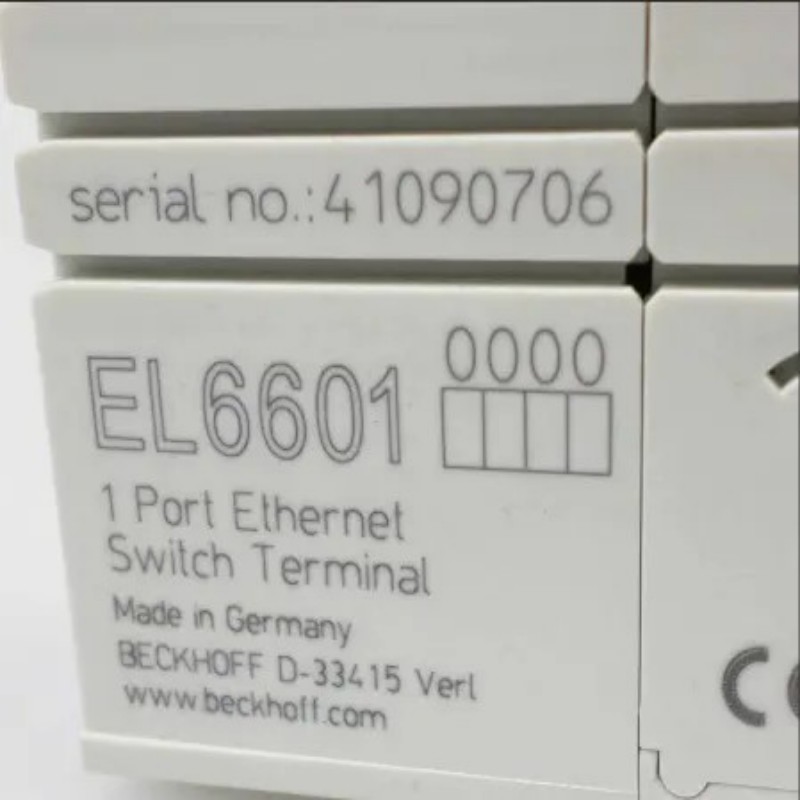 serial no.:41090706
EL6601 0000
1 Port Ethernet
Switch Terminal
Made in Germany
BECKHOFF D-33415 Verl
www.beckhoff.com
CE